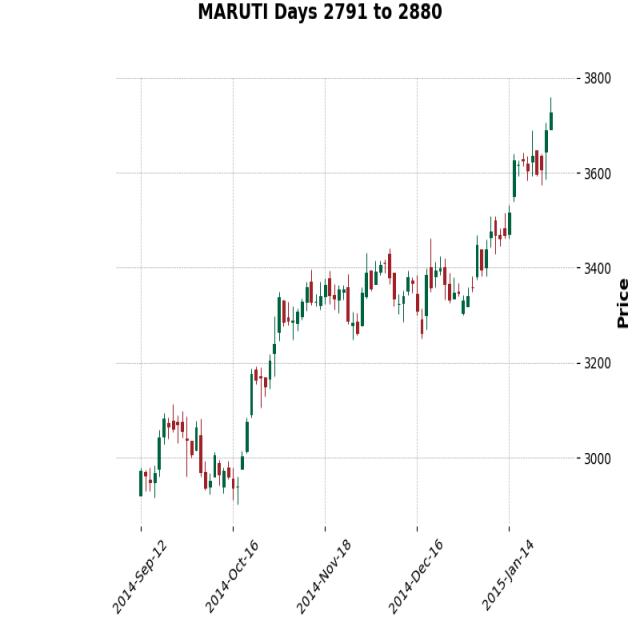 MARUTI Days 2791 to 2880
3800
3600
3400
3200
3000
Price
2014-Sep-12
2014-Oct-16
2014-Nov-18
2014-Dec-16
2015-Jan-14